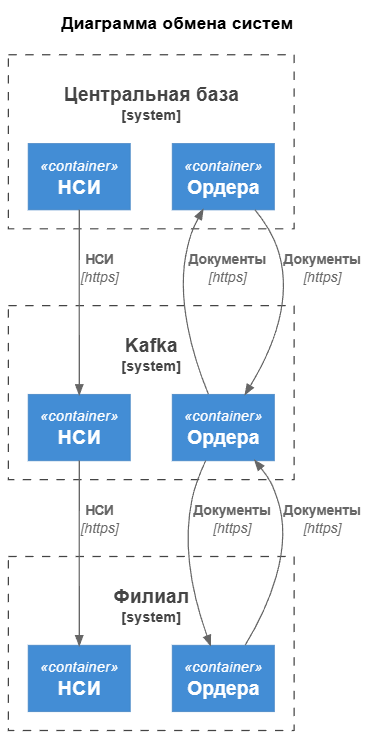 Диаграмма обмена систем
Центральная база
[system]
«container»
НСИ
«container»
Ордера
НСИ
[https]
Документы
[https]
Документы
[https]
Kafka
[system]
«container»
НСИ
«container»
Ордера
НСИ
[https]
Документы
[https]
Документы
[https]
Филиал
[system]
«container»
НСИ
«container»
Ордера